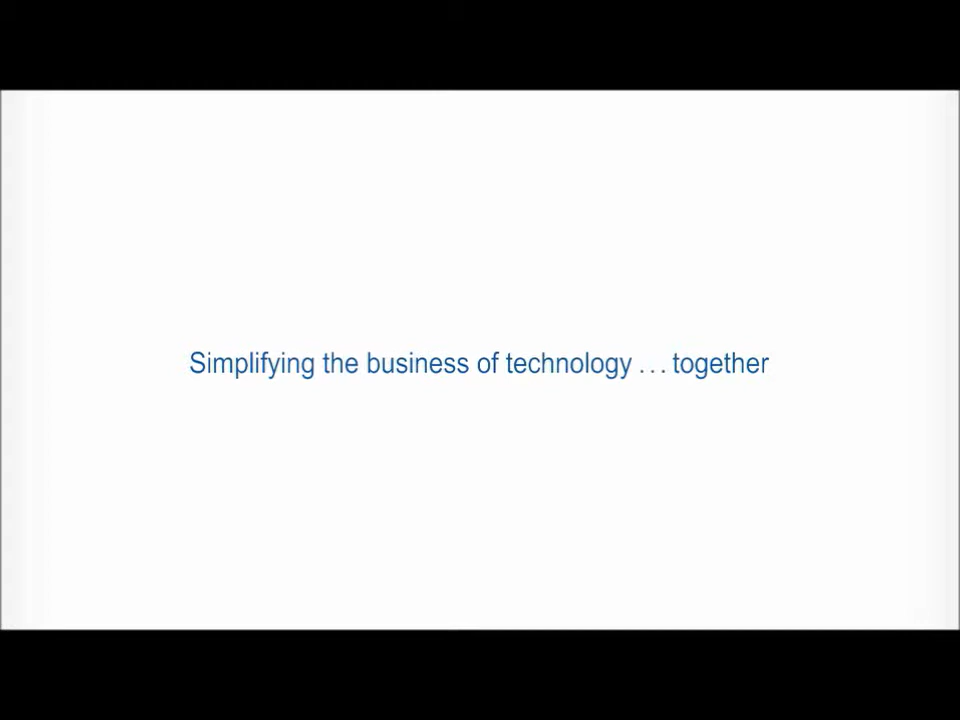 Simplifying the business of technology . . . together